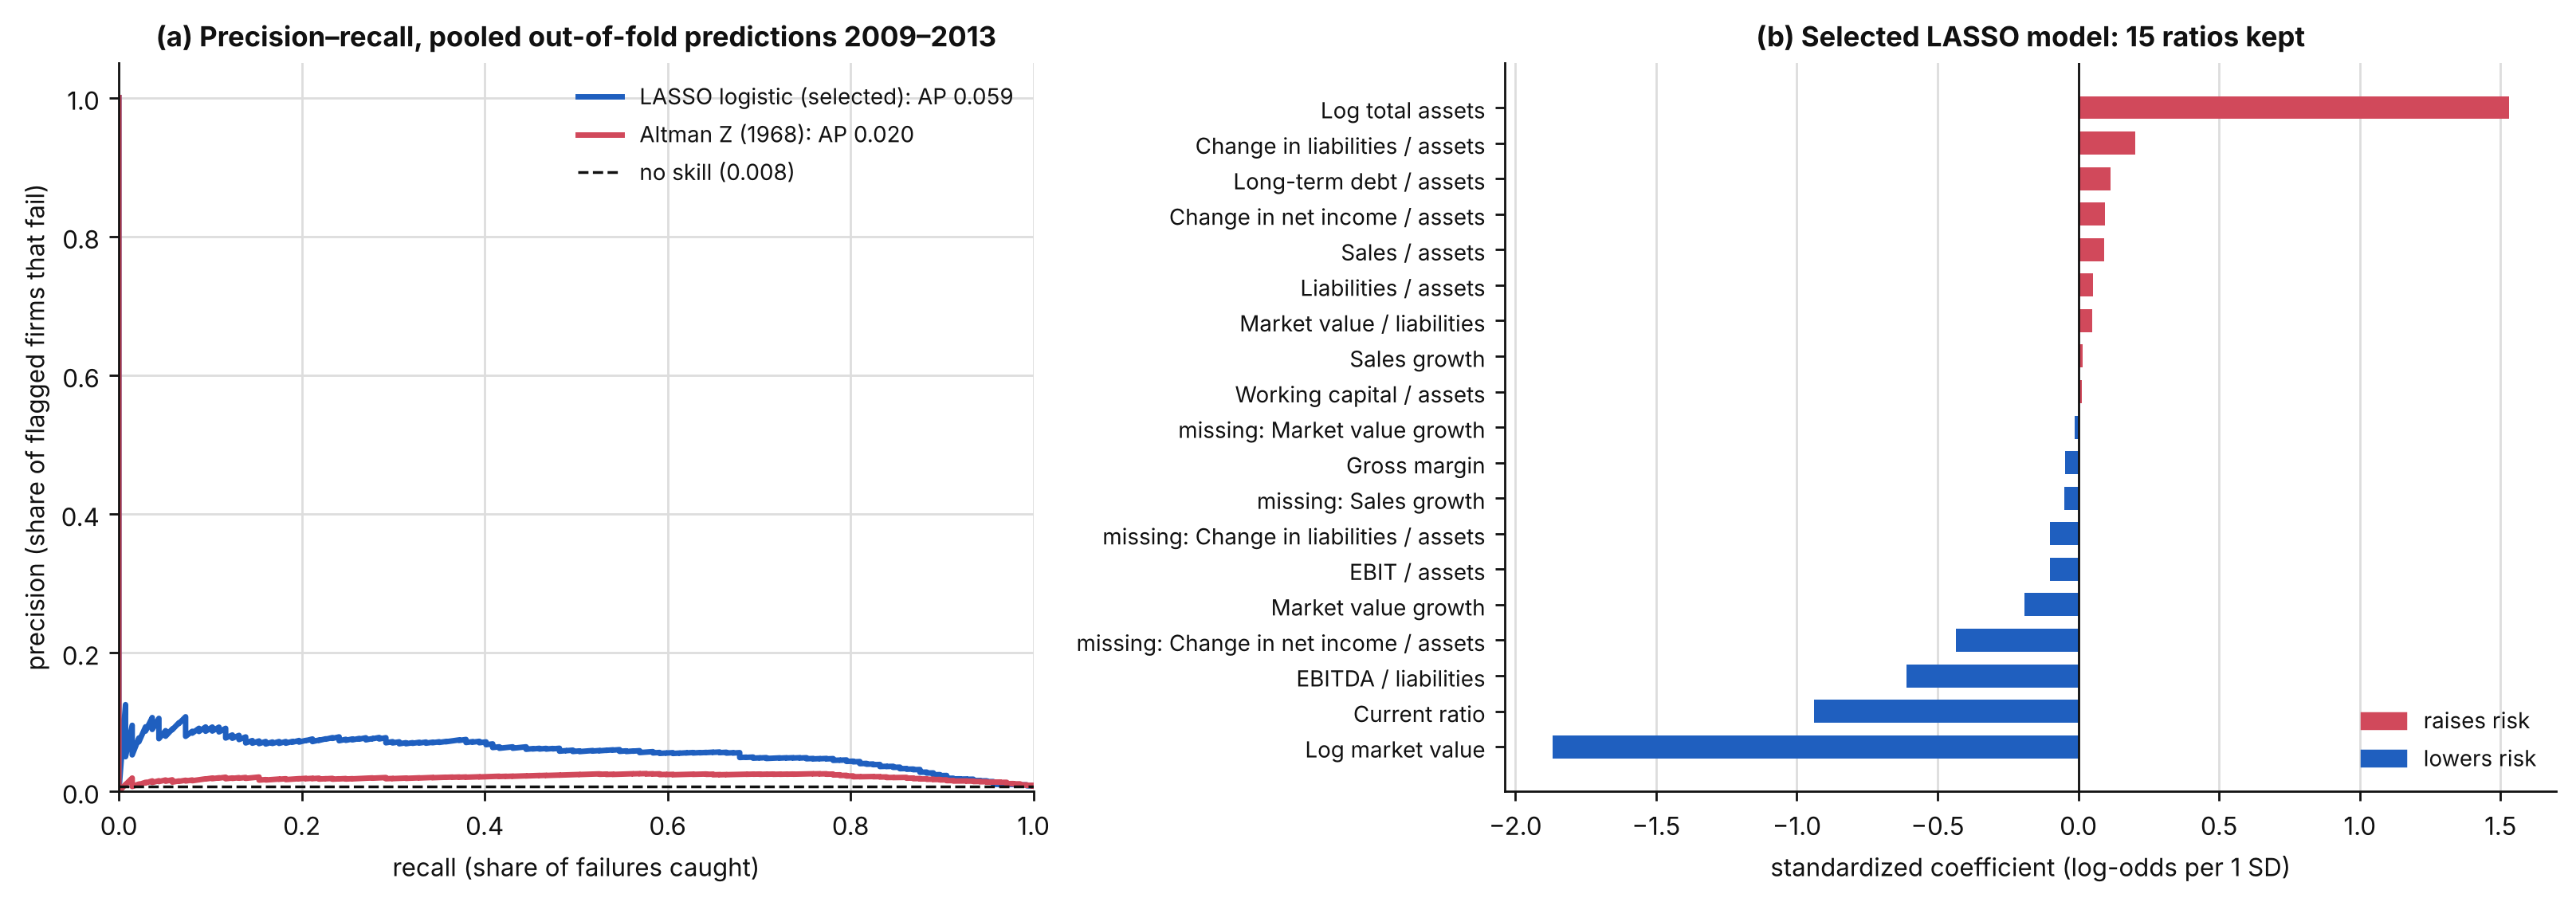 (a) Precision–recall, pooled out-of-fold predictions 2009–2013
precision (share of flagged firms that fail)
1.0
0.8
0.6
0.4
0.2
0.0
LASSO logistic (selected): AP 0.059
Altman Z (1968): AP 0.020
no skill (0.008)
0.0 0.2 0.4 0.6 0.8 1.0
recall (share of failures caught)
(b) Selected LASSO model: 15 ratios kept
Log total assets
Change in liabilities / assets
Long-term debt / assets
Change in net income / assets
Sales / assets
Liabilities / assets
Market value / liabilities
Sales growth
Working capital / assets
missing: Market value growth
Gross margin
missing: Sales growth
missing: Change in liabilities / assets
EBIT / assets
Market value growth
missing: Change in net income / assets
EBITDA / liabilities
Current ratio
Log market value
raises risk
lowers risk
−2.0 −1.5 −1.0 −0.5 0.0 0.5 1.0 1.5
standardized coefficient (log-odds per 1 SD)